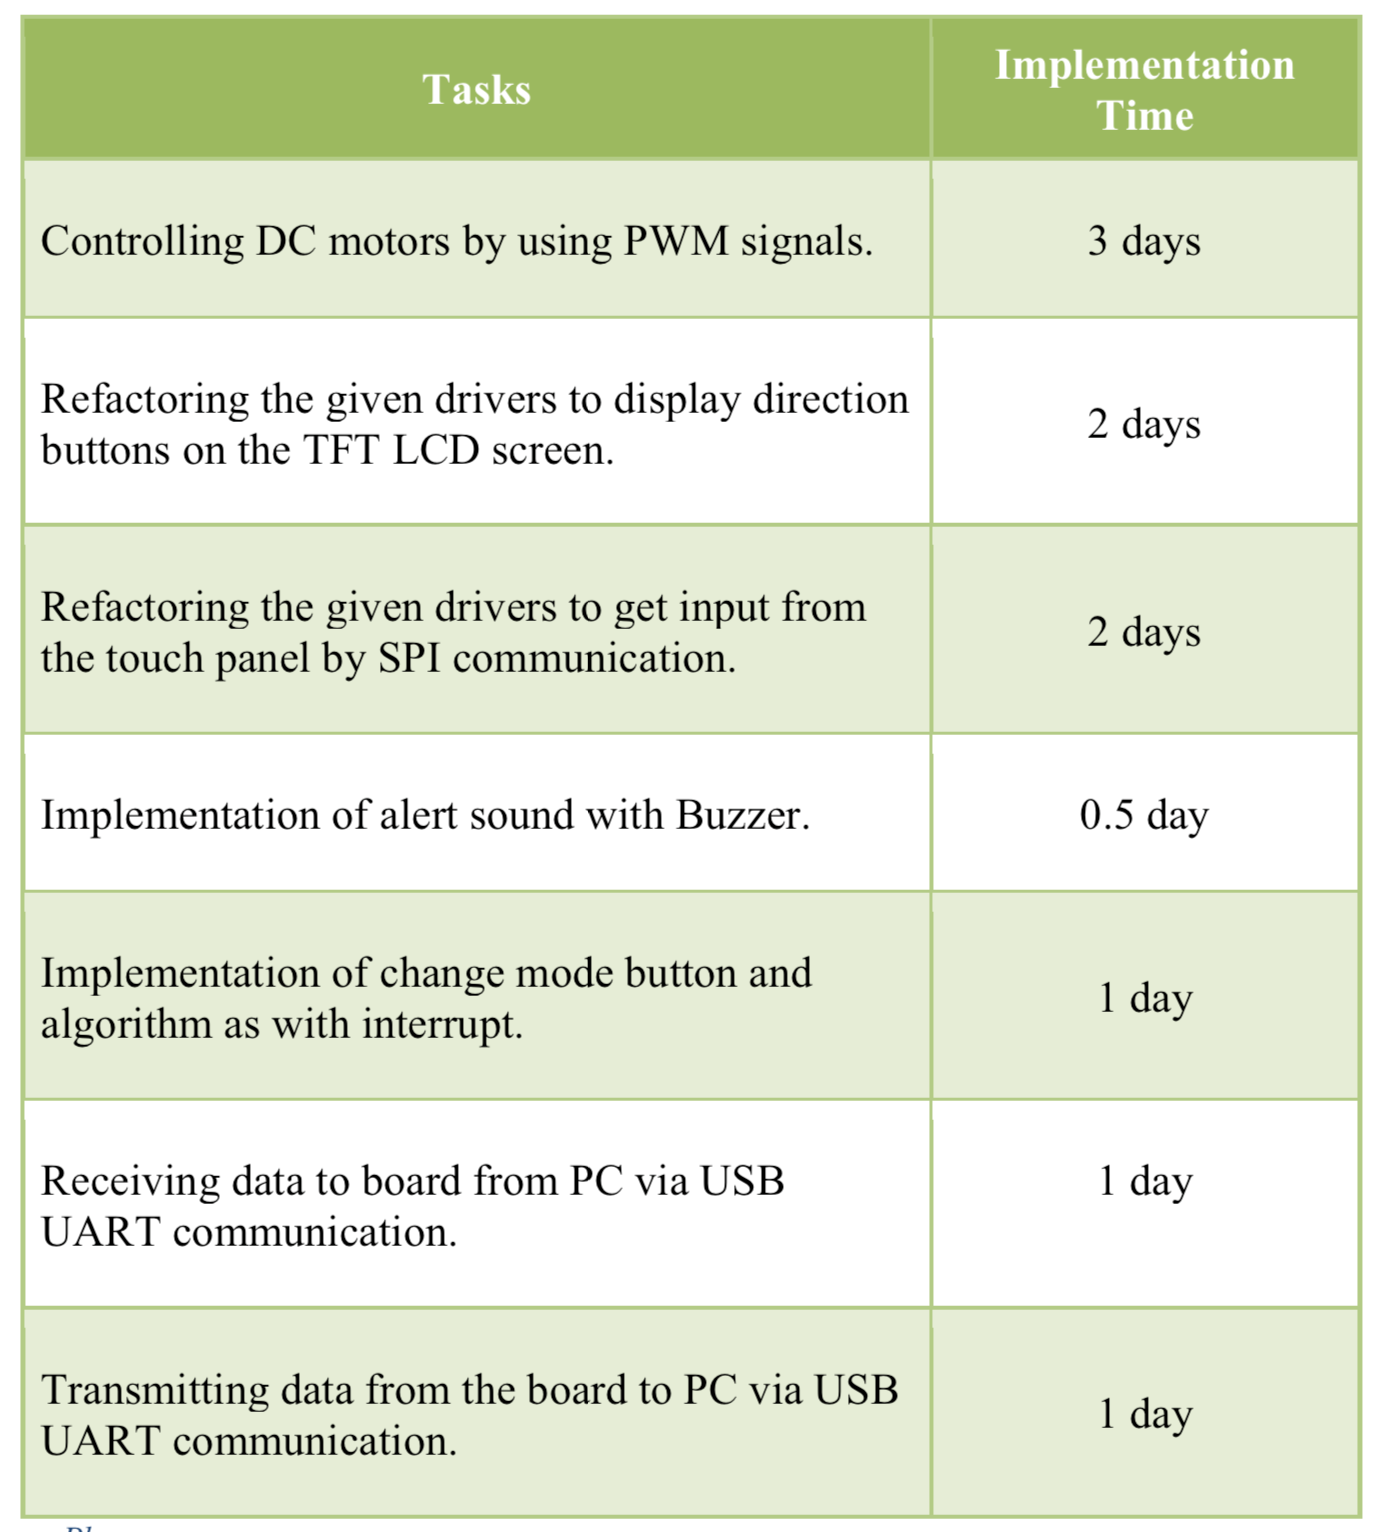 Tasks
Implementation
Time
Controlling DC motors by using PWM signals.
3 days
Refactoring the given drivers to display direction
buttons on the TFT LCD screen.
2 days
Refactoring the given drivers to get input from
the touch panel by SPI communication.
2 days
Implementation of alert sound with Buzzer.
0.5 day
Implementation of change mode button and
algorithm as with interrupt.
1 day
Receiving data to board from PC via USB
UART communication.
1 day
Transmitting data from the board to PC via USB
UART communication.
1 day